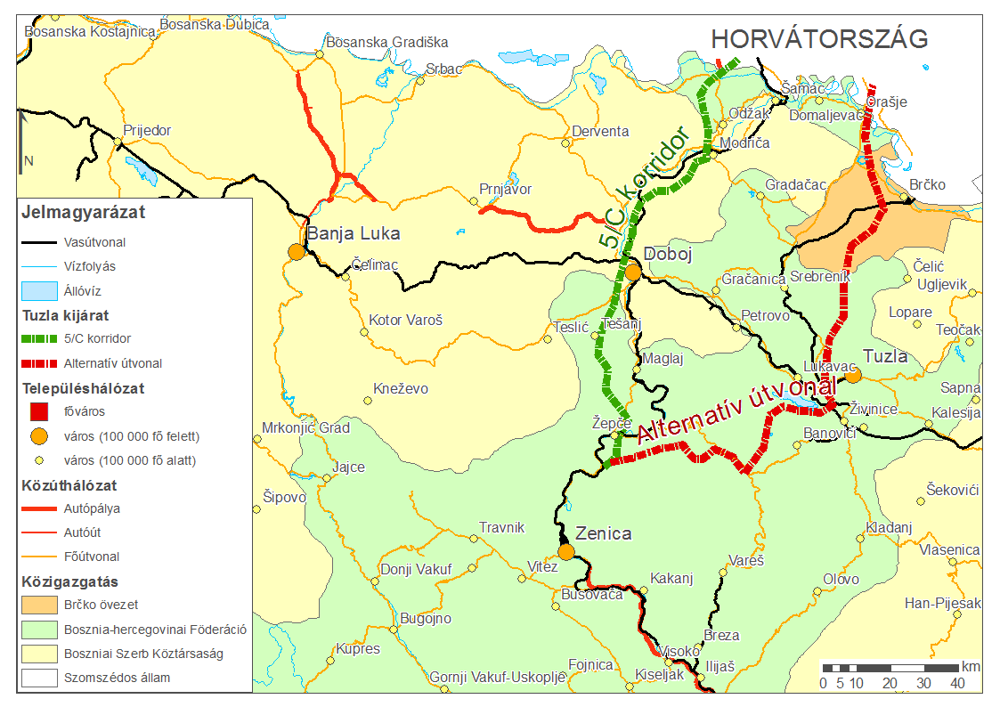 Bosanska Kostajnica
Bosanska Dubica
Bosanska Gradiška
Srbac
HORVÁTORSZÁG
Šamac
Orašje
Domaljevac
Odžak
Modriča
Derventa
Prijedor
N
Prnjavor
5/C korridor
Gradačac
Brčko
Banja Luka
Čelinac
Doboj
Gračanica
Srebrenik
Čelić
Ugljevik
Kotor Varoš
Teslić
Tešanj
Petrovo
Lopare
Teočak
Maglaj
Lukavac
Tuzla
Kneževo
Alternatív útvonal
Sapna
Živinice
Kalesija
Mrkonjić Grad
Žepče
Banovići
Jajce
Šipovo
Šekovići
Travnik
Zenica
Kladanj
Vlasenica
Donji Vakuf
Vitez
Vareš
Busovača
Kakanj
Olovo
Han-Pijesak
Bugojno
Kupres
Breza
Visoko
Fojnica
Kiseljak
Ilijaš
Gornji Vakuf-Uskoplje
Jelmagyarázat
Vasútvonal
Vízfolyás
Állóvíz
Tuzla kijárat
5/C korridor
Alternatív útvonal
Településhálózat
főváros
város (100 000 fő felett)
város (100 000 fő alatt)
Közúthálózat
Autópálya
Autóút
Főútvonal
Közigazgatás
Brčko övezet
Bosznia-hercegovinai Föderáció
Boszniai Szerb Köztársaság
Szomszédos állam
km
0 5 10 20 30 40